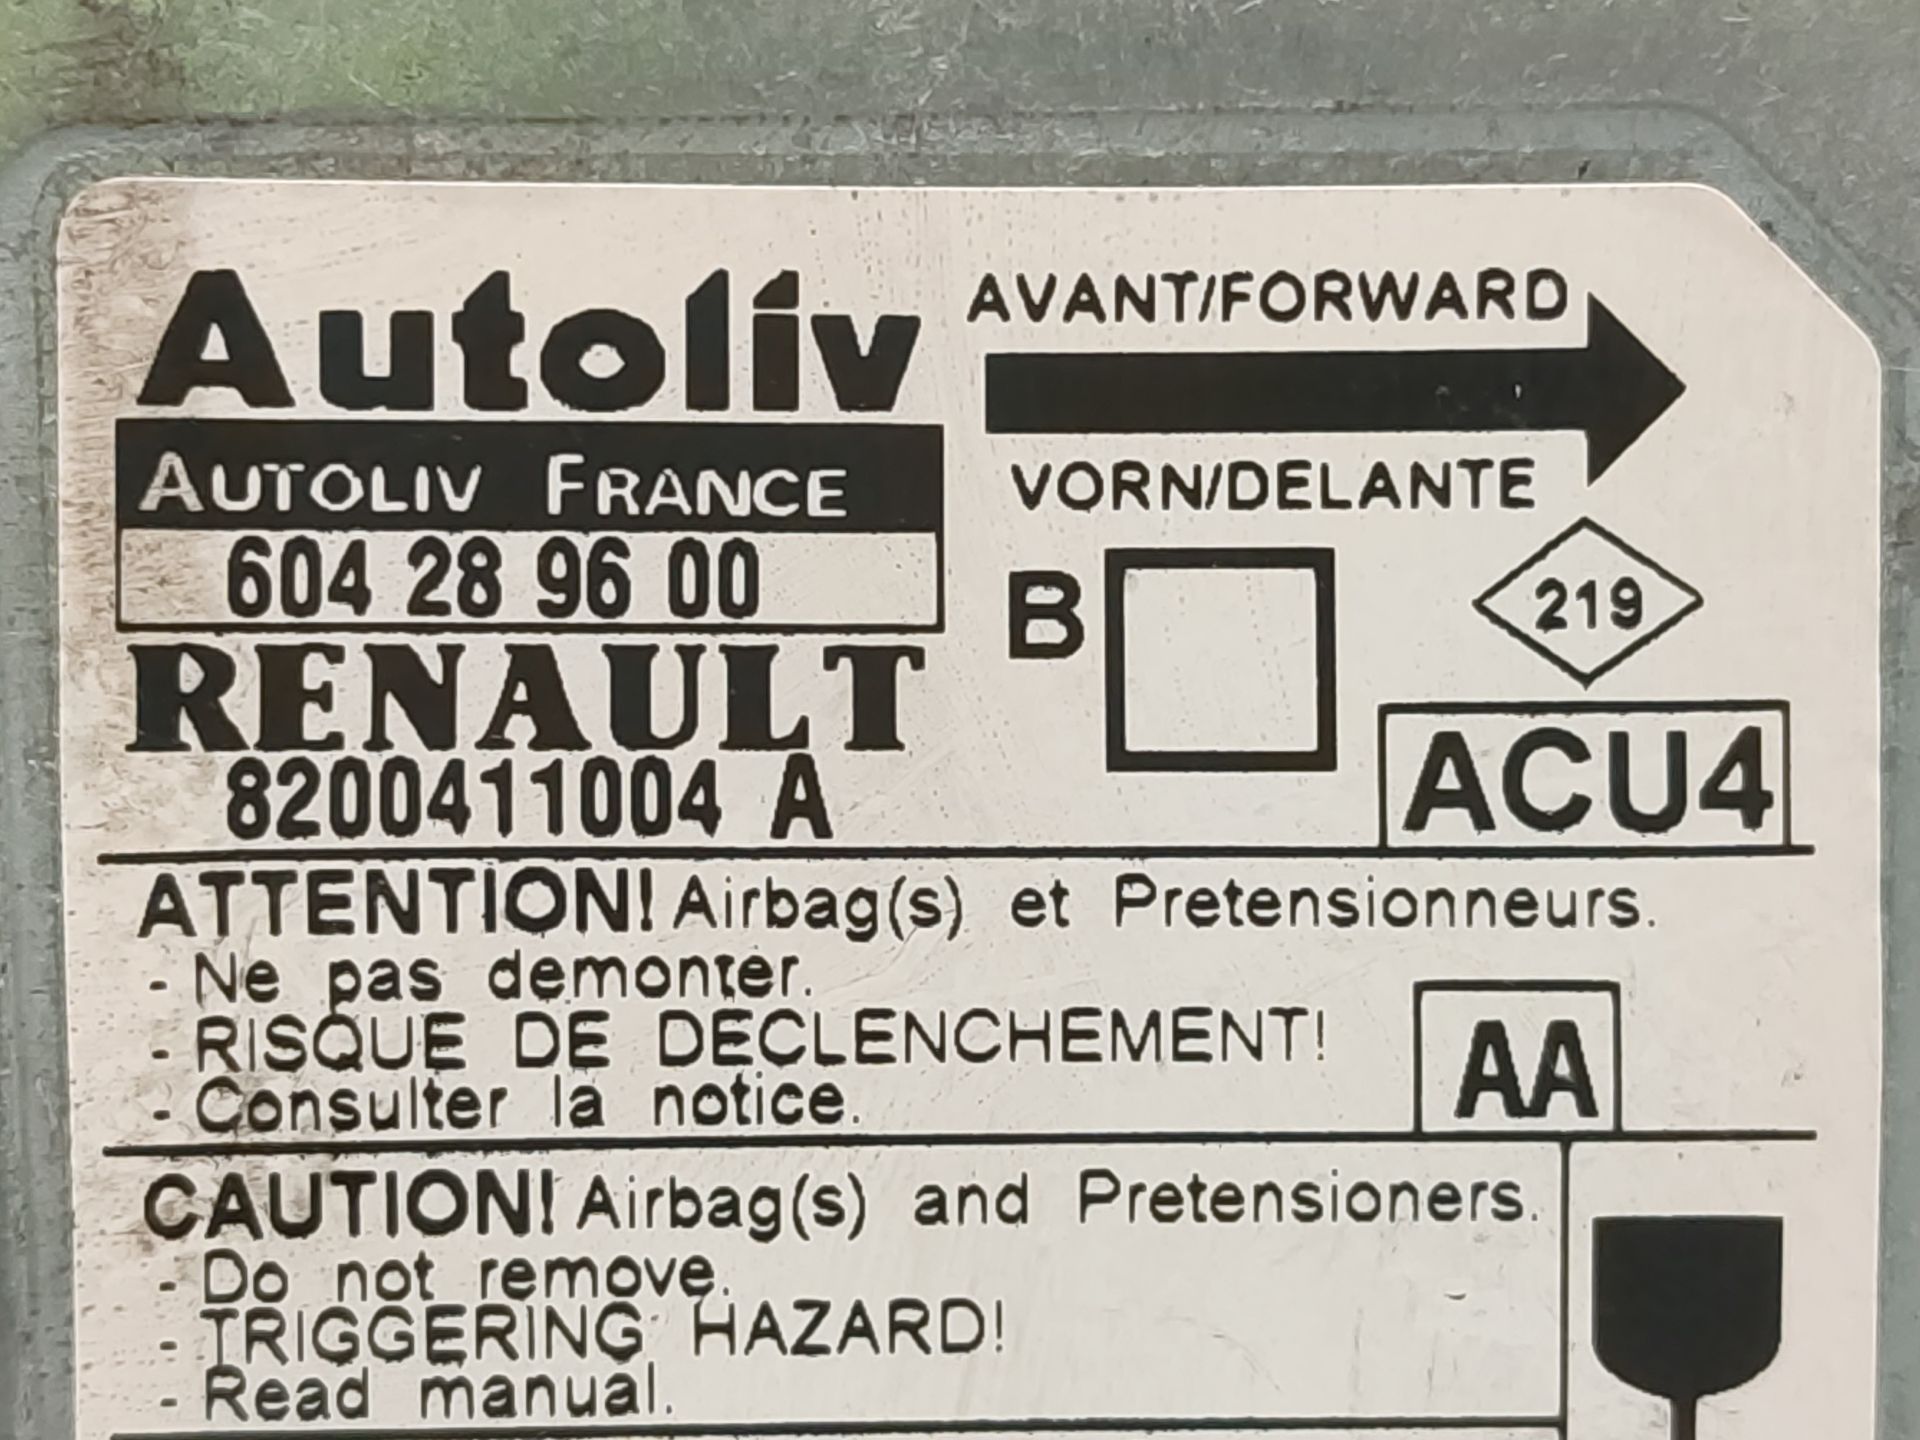 Autoliv
AUTOLIV FRANCE
604 28 96 00
RENAULT
8200411004 A
AVANT/FORWARD
VORN/DELANTE
B
219
ACU4
ATTENTION! Airbag(s) et Pretensionneurs.
- Ne pas demonter.
- RISQUE DE DECLENCHEMENT!
- Consulter la notice.
AA
CAUTION! Airbag(s) and Pretensioners.
- Do not remove.
- TRIGGERING HAZARD!
- Read manual.